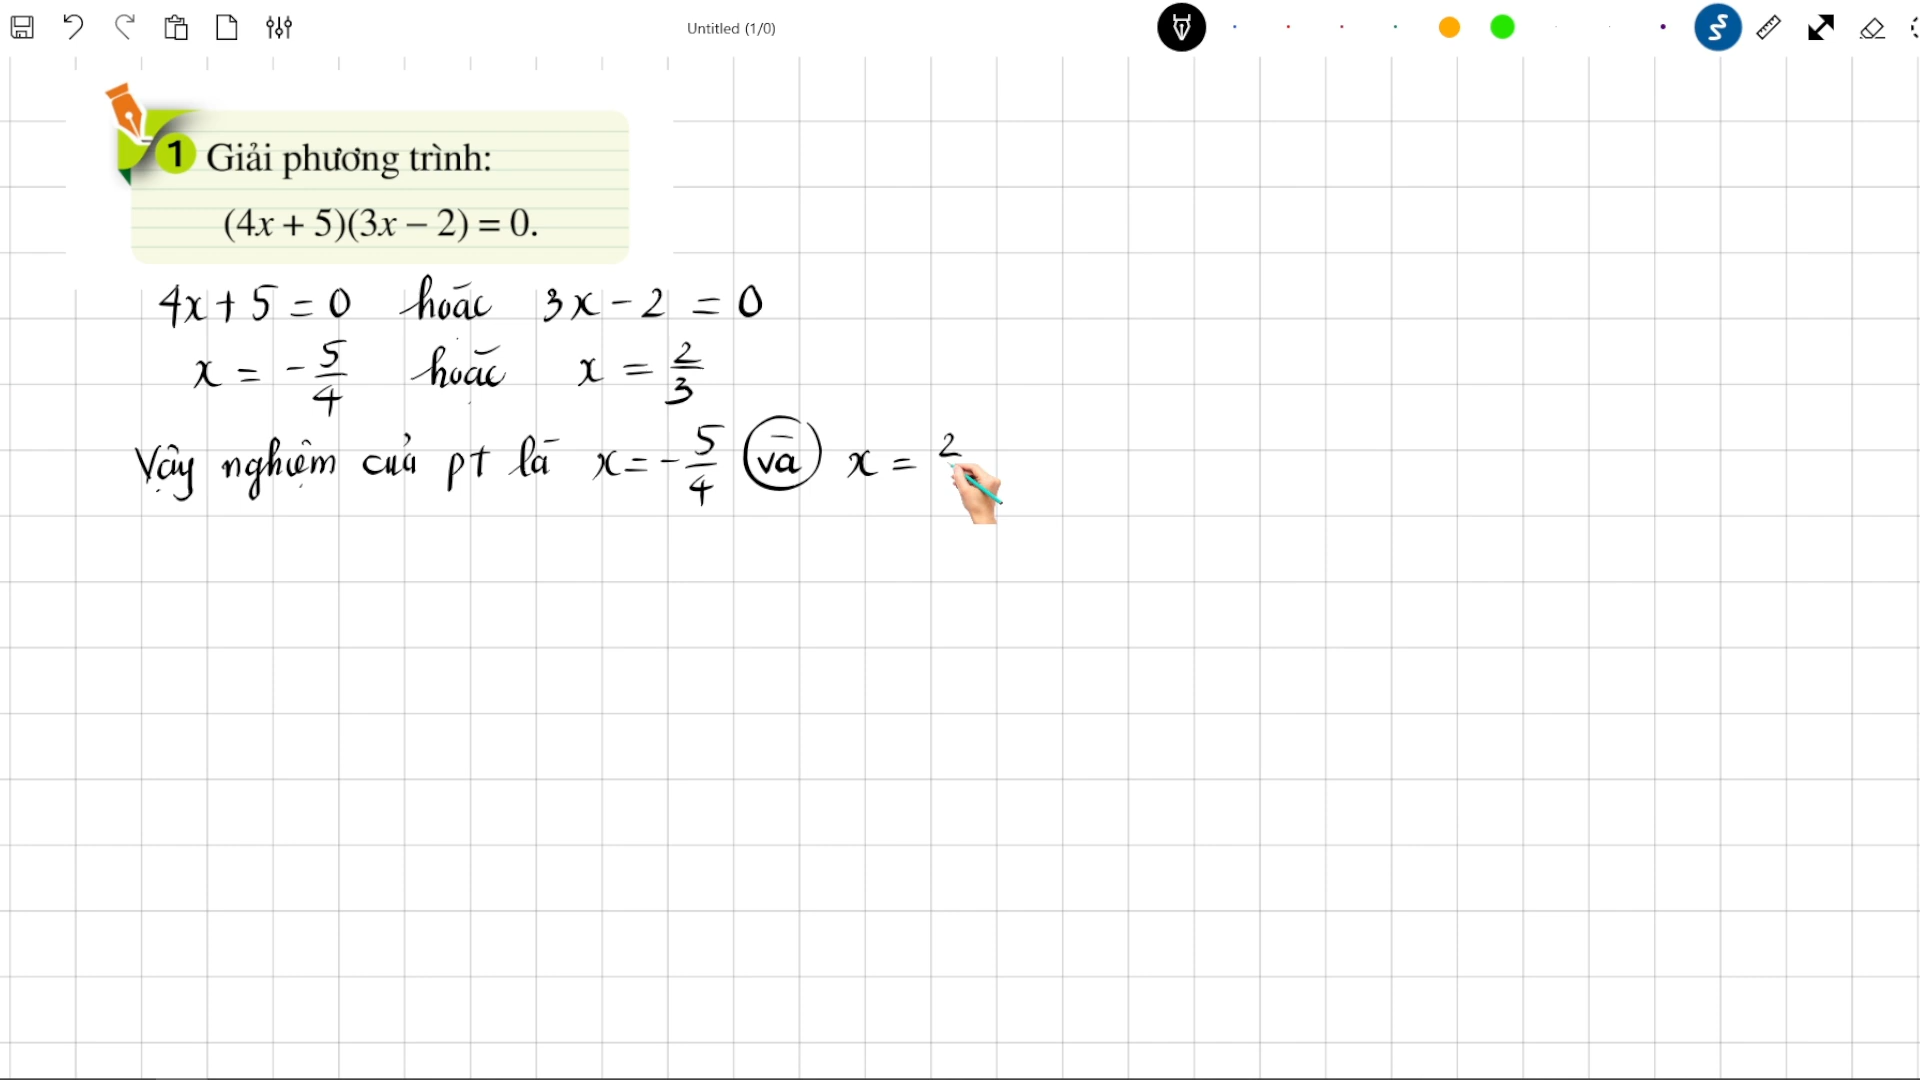 Untitled (1/0)
1 Giải phương trình:
(4x + 5)(3x − 2) = 0.
4x + 5 = 0 hoặc 3x − 2 = 0
x = − 5/4 hoặc x = 2/3
Vậy nghiệm của pt là x = − 5/4 và x = 2